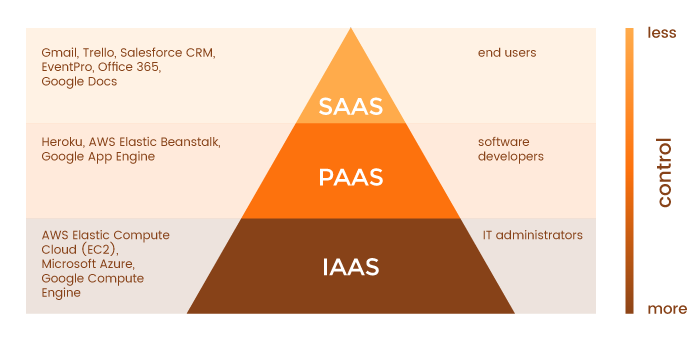 Gmail, Trello, Salesforce CRM,
EventPro, Office 365,
Google Docs
SAAS
end users
Heroku, AWS Elastic Beanstalk,
Google App Engine
PAAS
software
developers
AWS Elastic Compute
Cloud (EC2),
Microsoft Azure,
Google Compute
Engine
IAAS
IT administrators
less
control
more